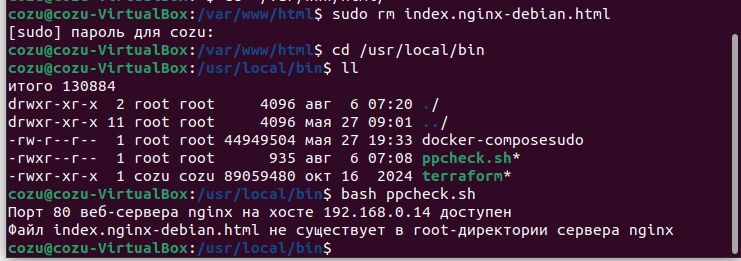 cozu@cozu-VirtualBox:/var/www/html$ sudo rm index.nginx-debian.html
[sudo] пароль для cozu:
cozu@cozu-VirtualBox:/var/www/html$ cd /usr/local/bin
cozu@cozu-VirtualBox:/usr/local/bin$ ll
итого 130884
drwxr-xr-x  2 root root     4096 авг  6 07:20 ./
drwxr-xr-x 11 root root     4096 мая 27 09:01 ../
-rw-r--r--  1 root root 44949504 мая 27 19:33 docker-composesudo
-rwxr--r--  1 root root      935 авг  6 07:08 ppcheck.sh*
-rwxr-xr-x  1 cozu cozu 89059480 окт 16  2024 terraform*
cozu@cozu-VirtualBox:/usr/local/bin$ bash ppcheck.sh
Порт 80 веб-сервера nginx на хосте 192.168.0.14 доступен
Файл index.nginx-debian.html не существует в root-директории сервера nginx
cozu@cozu-VirtualBox:/usr/local/bin$